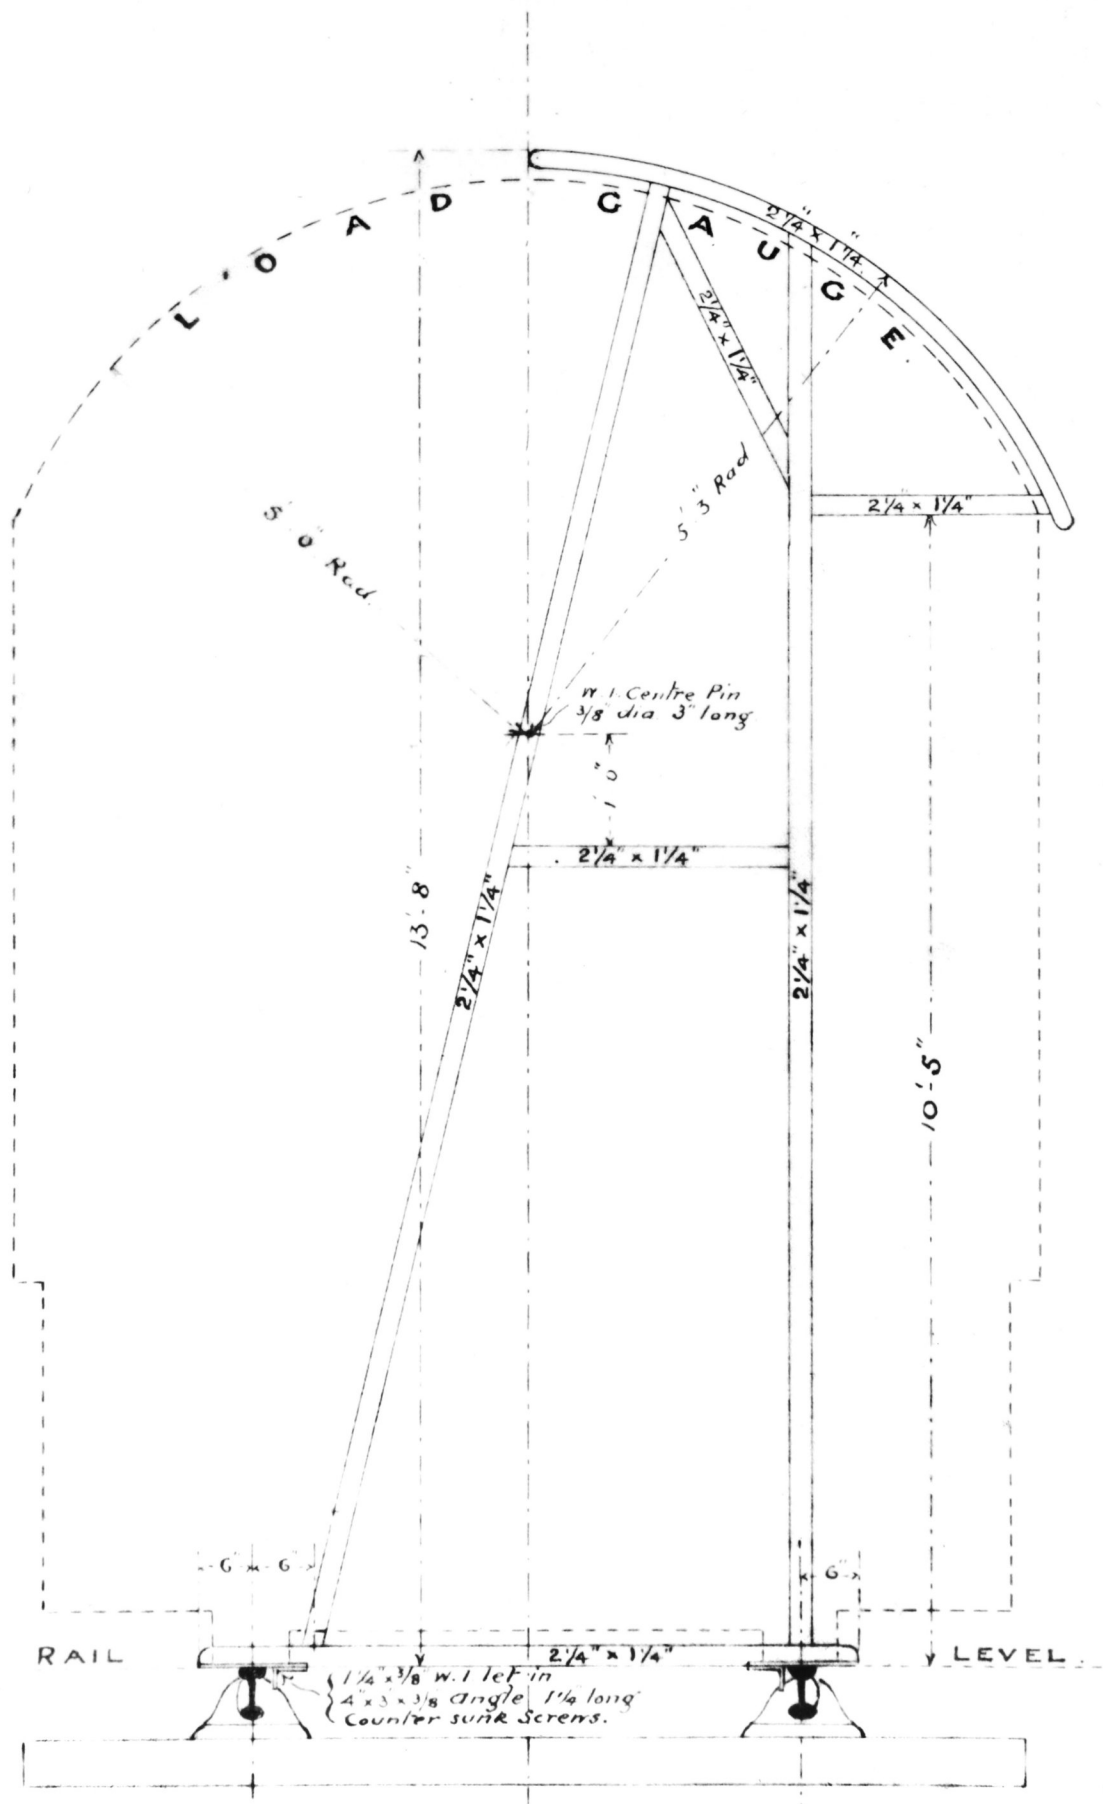 LOAD GAUGE
2¼" x 1¼"
2¼" x 1¼"
5'-3" Rad
2¼" x 1¼"
5'-0" Rad.
W.I. Centre Pin
3/8" dia 3" long
1'-0"
2¼" x 1¼"
13'-8"
2¼" x 1¼"
2¼" x 1¼"
10'-5"
6" 6" 6"
RAIL 2¼" x 1¼" LEVEL
1¼" x 3/8" W.I let in
4" x 3" x 3/8 angle 1¼ long
Counter sunk Screws.